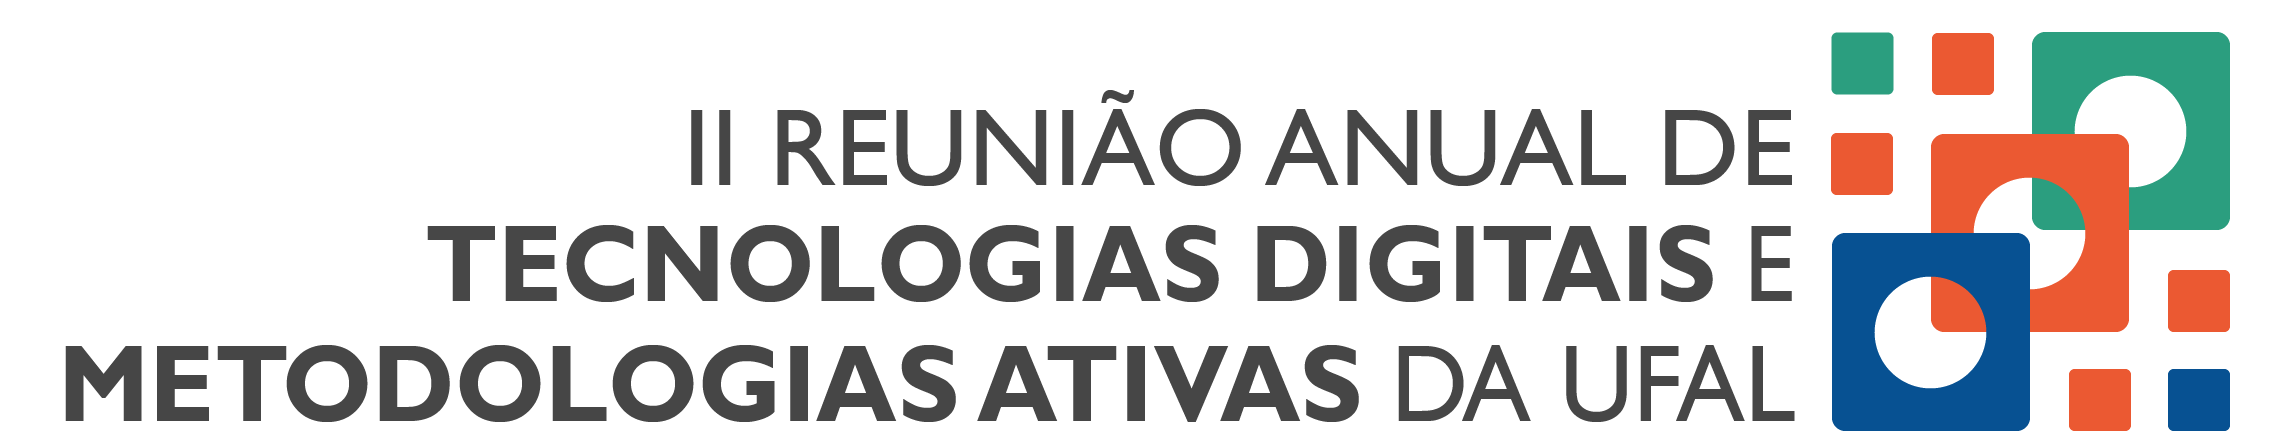 II REUNIÃO ANUAL DE
TECNOLOGIAS DIGITAIS E
METODOLOGIAS ATIVAS DA UFAL